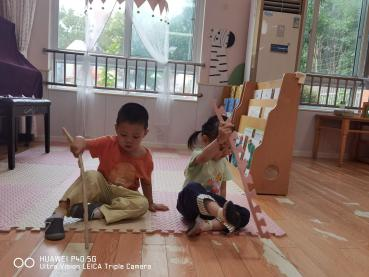 HUAWEI P40 5G
Ultra Vision LEICA Triple Camera